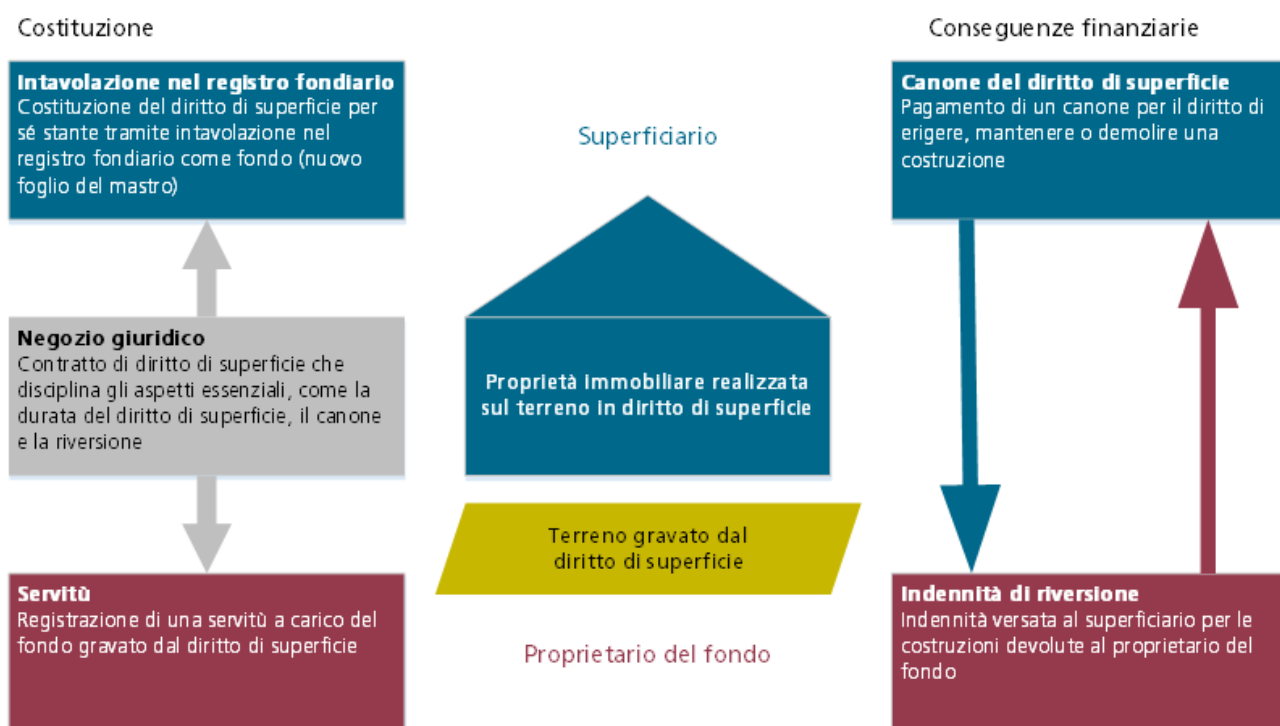 Costituzione
Intavolazione nel registro fondiario
Costituzione del diritto di superficie per
sé stante tramite intavolazione nel
registro fondiario come fondo (nuovo
foglio del mastro)
Negozio giuridico
Contratto di diritto di superficie che
disciplina gli aspetti essenziali, come la
durata del diritto di superficie, il canone
e la riversione
Servitù
Registrazione di una servitù a carico del
fondo gravato dal diritto di superficie
Superficiario
Proprietà immobiliare realizzata
sul terreno in diritto di superficie
Terreno gravato dal
diritto di superficie
Proprietario del fondo
Conseguenze finanziarie
Canone del diritto di superficie
Pagamento di un canone per il diritto di
erigere, mantenere o demolire una
costruzione
Indennità di riversione
Indennità versata al superficiario per le
costruzioni devolute al proprietario del
fondo